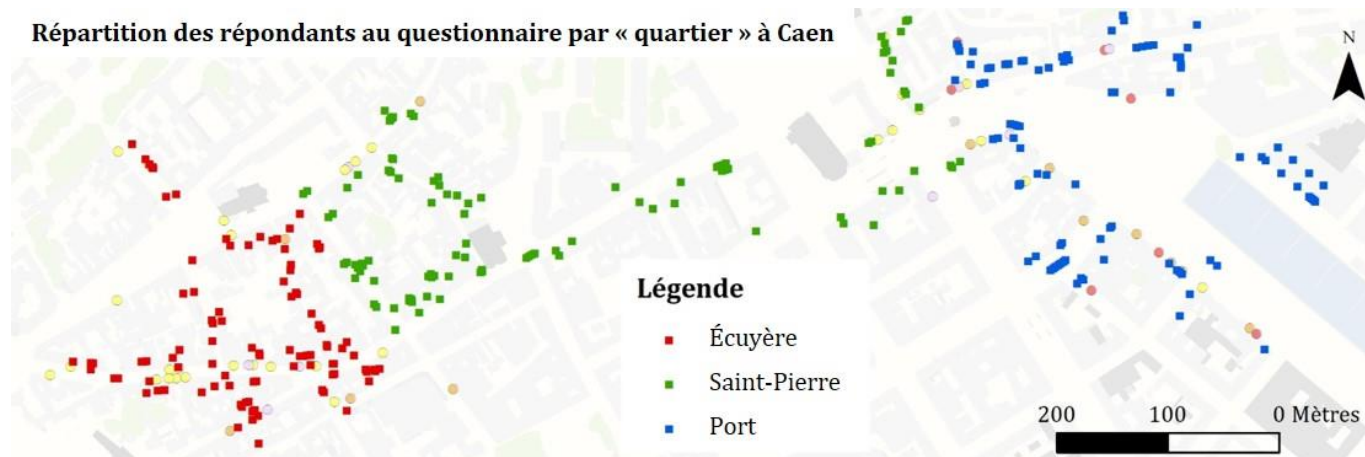 Répartition des répondants au questionnaire par « quartier » à Caen
N
Légende
Écuyère
Saint-Pierre
Port
200 100 0 Mètres